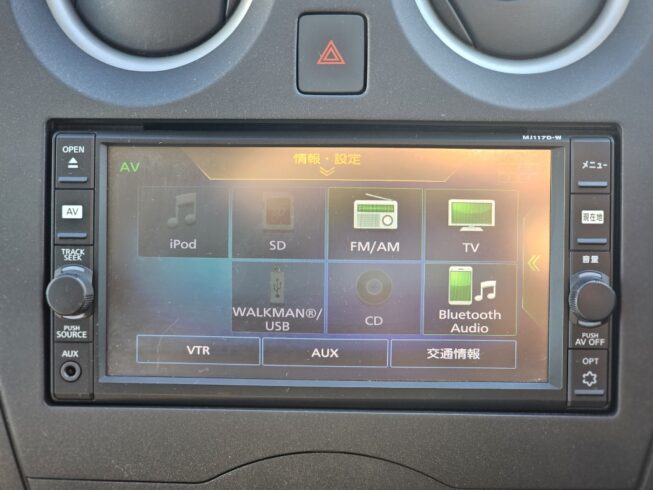 MJ117D-W
OPEN
メニュー
AV
情報・設定
AV
現在地
iPod
SD
FM/AM
TV
TRACK
SEEK
音量
WALKMAN®/
USB
CD
Bluetooth
Audio
PUSH
SOURCE
PUSH
AV OFF
AUX
VTR
AUX
交通情報
OPT